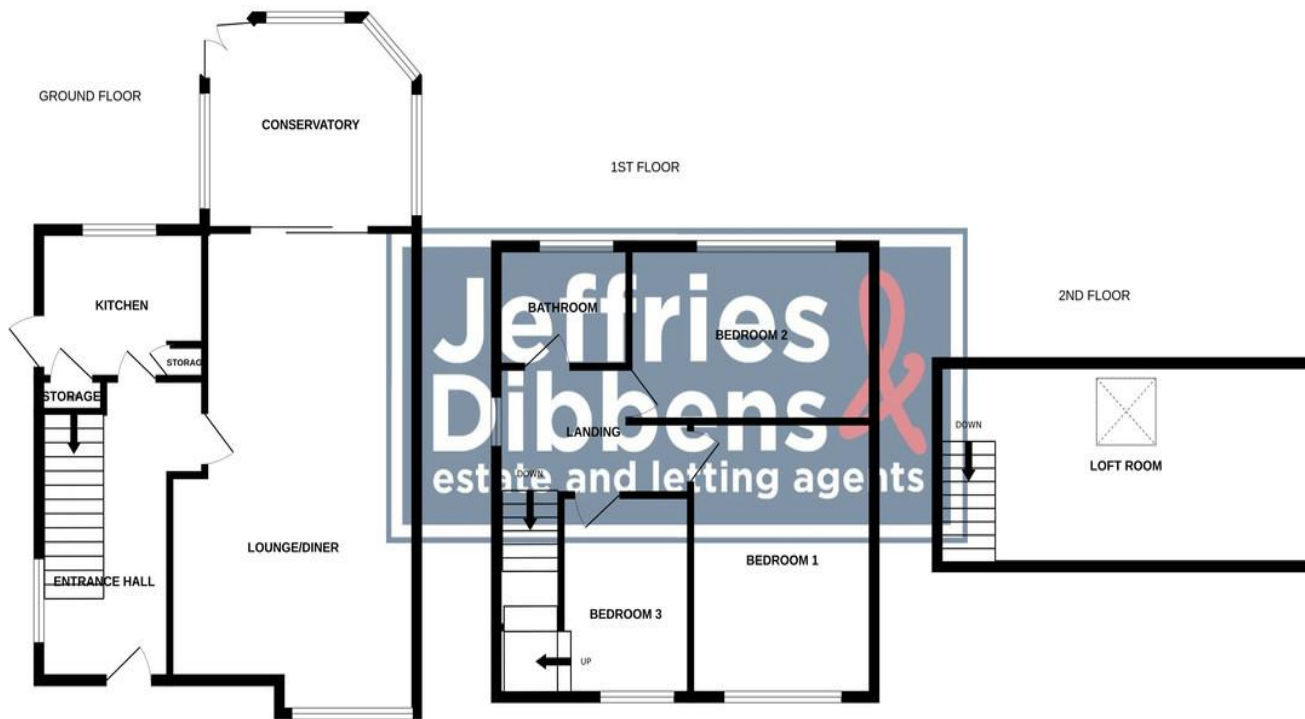 GROUND FLOOR
CONSERVATORY
1ST FLOOR
KITCHEN
STORAG
STORAGE
LOUNGE/DINER
ENTRANCE HALL
Jeffries &
Dibbens
estate and letting agents
BATHROOM
BEDROOM 2
LANDING
DOWN
BEDROOM 1
BEDROOM 3
UP
2ND FLOOR
DOWN
LOFT ROOM